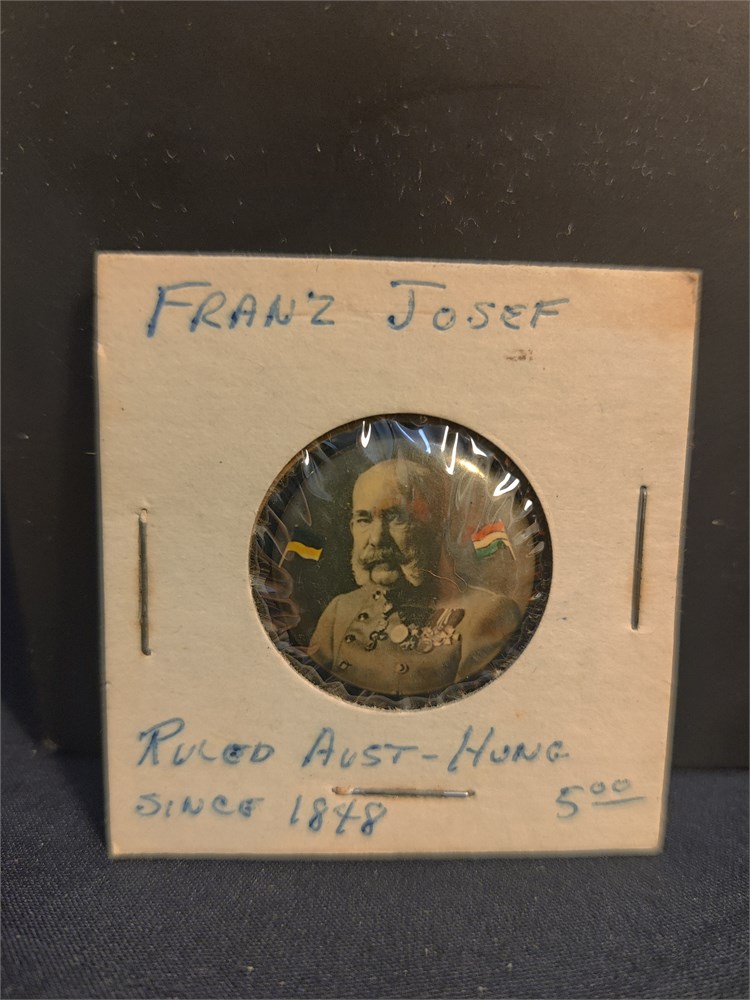 FRANZ JOSEF
RULED AUST-HUNG
SINCE 1848
5.00